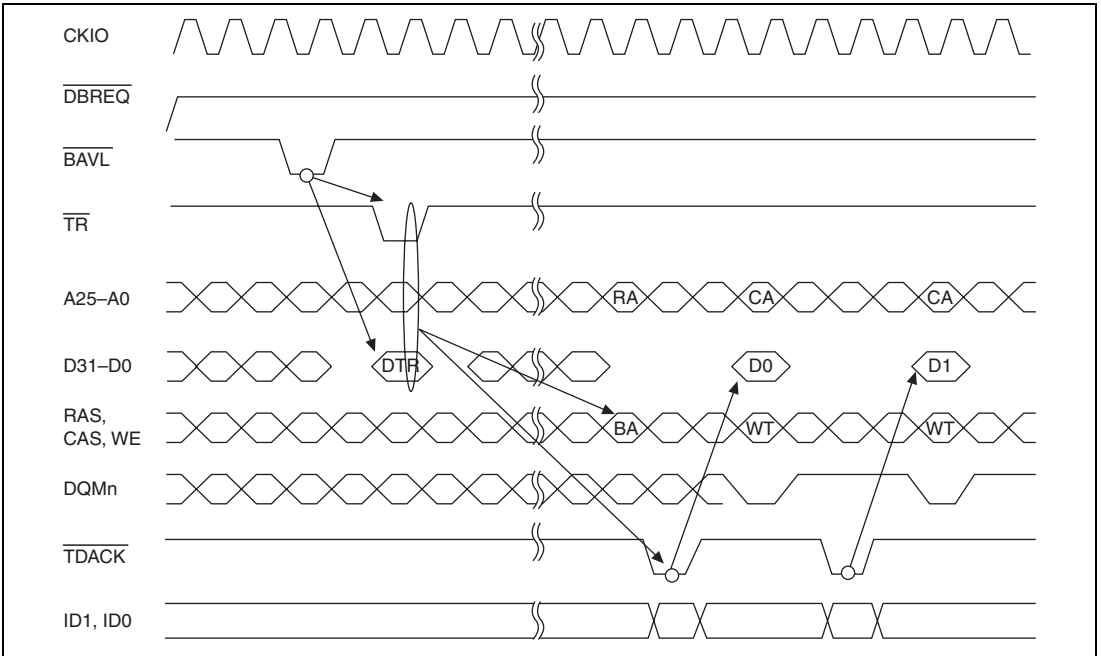 CKIO
DBREQ
BAVL
TR
A25–A0 RA CA CA
D31–D0 DTR D0 D1
RAS,
CAS, WE BA WT WT
DQMn
TDACK
ID1, ID0